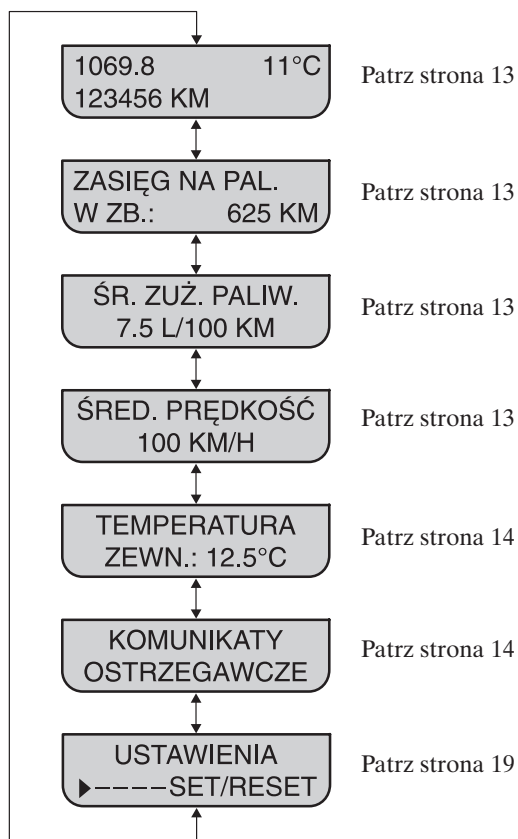 1069.8 11°C Patrz strona 13
123456 KM
ZASIĘG NA PAL. Patrz strona 13
W ZB.: 625 KM
ŚR. ZUŻ. PALIW. Patrz strona 13
7.5 L/100 KM
ŚRED. PRĘDKOŚĆ Patrz strona 13
100 KM/H
TEMPERATURA Patrz strona 14
ZEWN.: 12.5°C
KOMUNIKATY Patrz strona 14
OSTRZEGAWCZE
USTAWIENIA Patrz strona 19
----SET/RESET